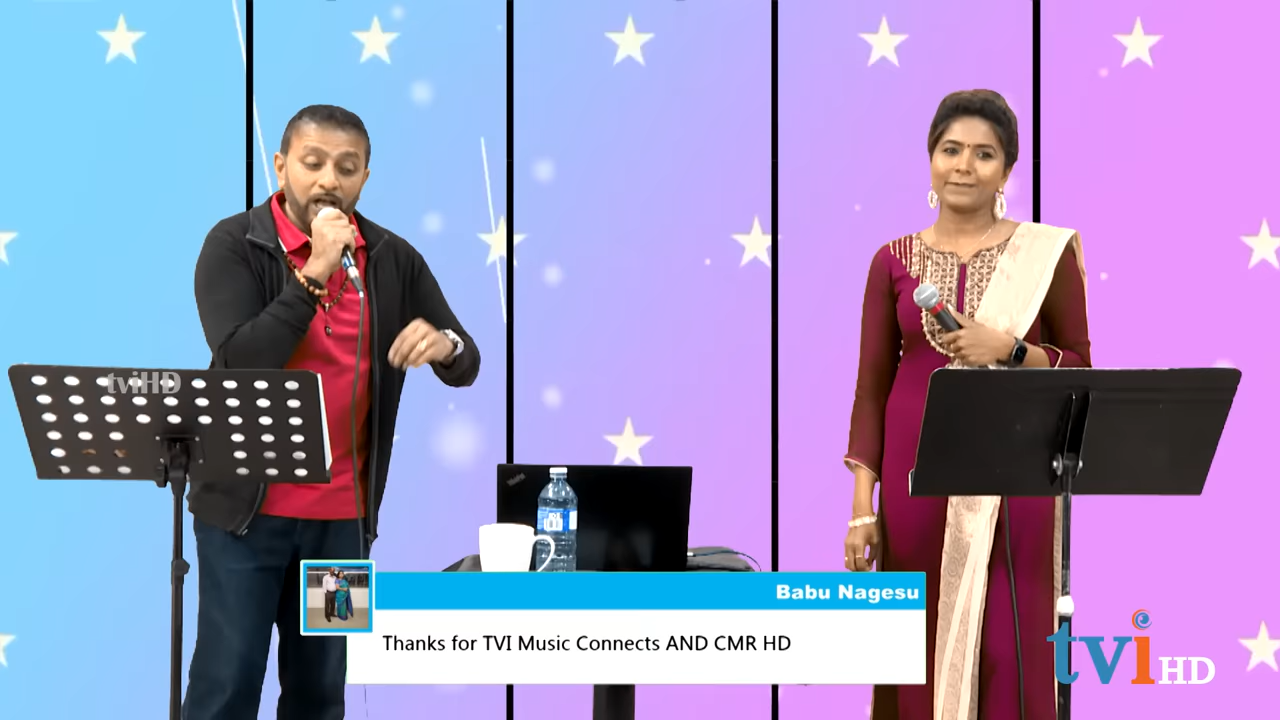 tviHD
Babu Nagesu
Thanks for TVI Music Connects AND CMR HD
tvi HD